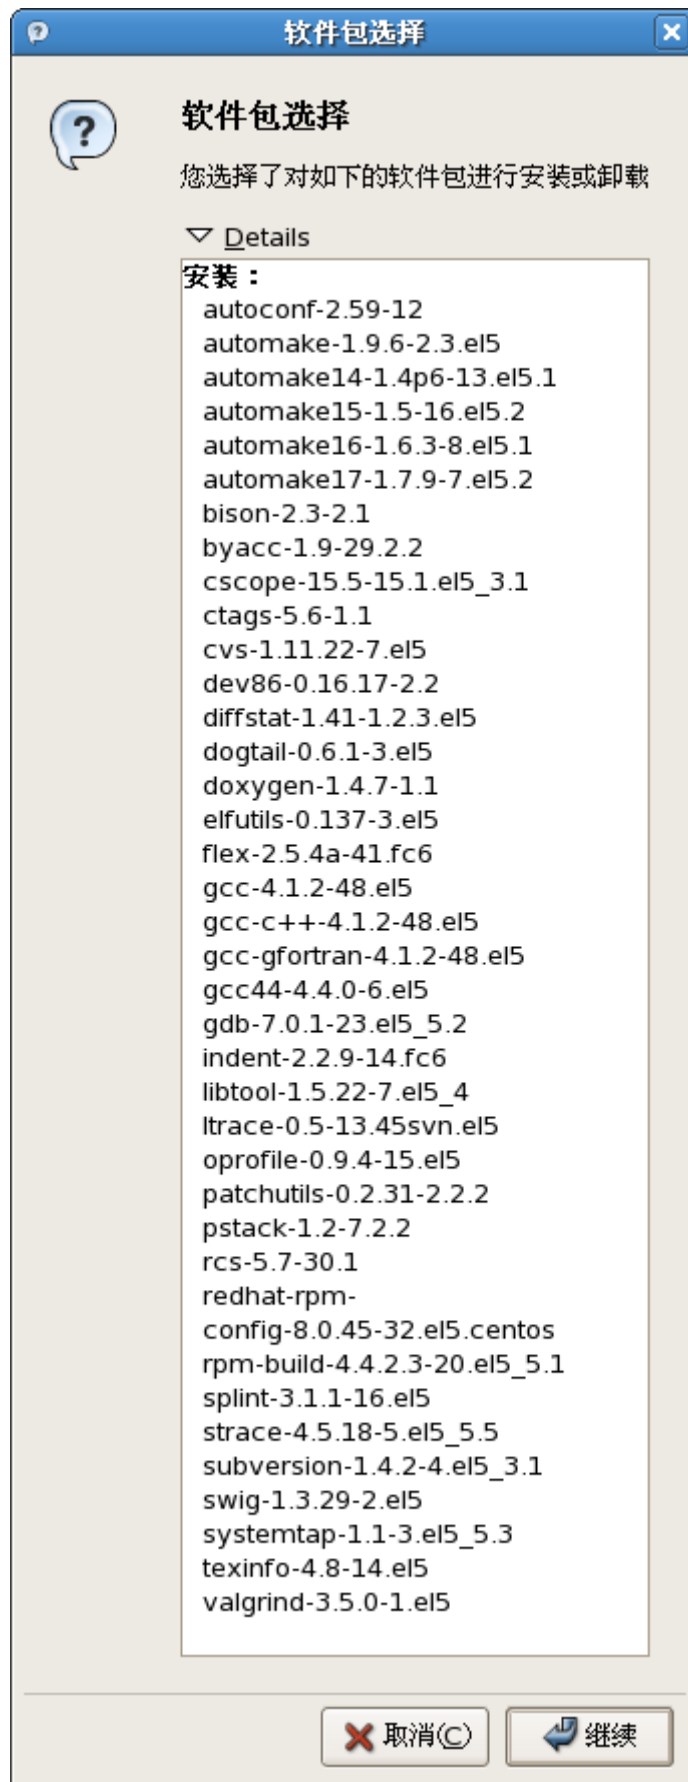 软件包选择
软件包选择
您选择了对如下的软件包进行安装或卸载
Details
安装：
autoconf-2.59-12
automake-1.9.6-2.3.el5
automake14-1.4p6-13.el5.1
automake15-1.5-16.el5.2
automake16-1.6.3-8.el5.1
automake17-1.7.9-7.el5.2
bison-2.3-2.1
byacc-1.9-29.2.2
cscope-15.5-15.1.el5_3.1
ctags-5.6-1.1
cvs-1.11.22-7.el5
dev86-0.16.17-2.2
diffstat-1.41-1.2.3.el5
dogtail-0.6.1-3.el5
doxygen-1.4.7-1.1
elfutils-0.137-3.el5
flex-2.5.4a-41.fc6
gcc-4.1.2-48.el5
gcc-c++-4.1.2-48.el5
gcc-gfortran-4.1.2-48.el5
gcc44-4.4.0-6.el5
gdb-7.0.1-23.el5_5.2
indent-2.2.9-14.fc6
libtool-1.5.22-7.el5_4
ltrace-0.5-13.45svn.el5
oprofile-0.9.4-15.el5
patchutils-0.2.31-2.2.2
pstack-1.2-7.2.2
rcs-5.7-30.1
redhat-rpm-
config-8.0.45-32.el5.centos
rpm-build-4.4.2.3-20.el5_5.1
splint-3.1.1-16.el5
strace-4.5.18-5.el5_5.5
subversion-1.4.2-4.el5_3.1
swig-1.3.29-2.el5
systemtap-1.1-3.el5_5.3
texinfo-4.8-14.el5
valgrind-3.5.0-1.el5
取消(C) 继续